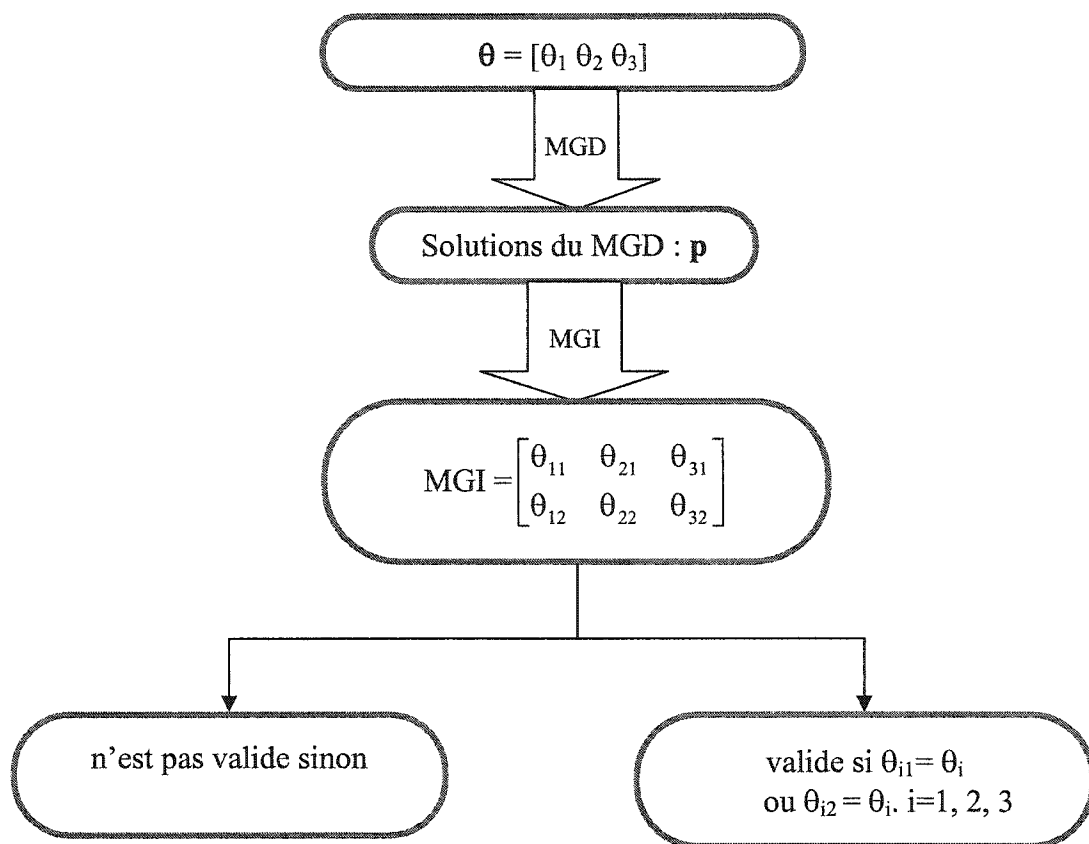 θ = [θ₁ θ₂ θ₃]
MGD
Solutions du MGD : p
MGI
MGI = [θ₁₁ θ₂₁ θ₃₁
θ₁₂ θ₂₂ θ₃₂]
n'est pas valide sinon
valide si θᵢ₁= θᵢ
ou θᵢ₂ = θᵢ. i=1, 2, 3